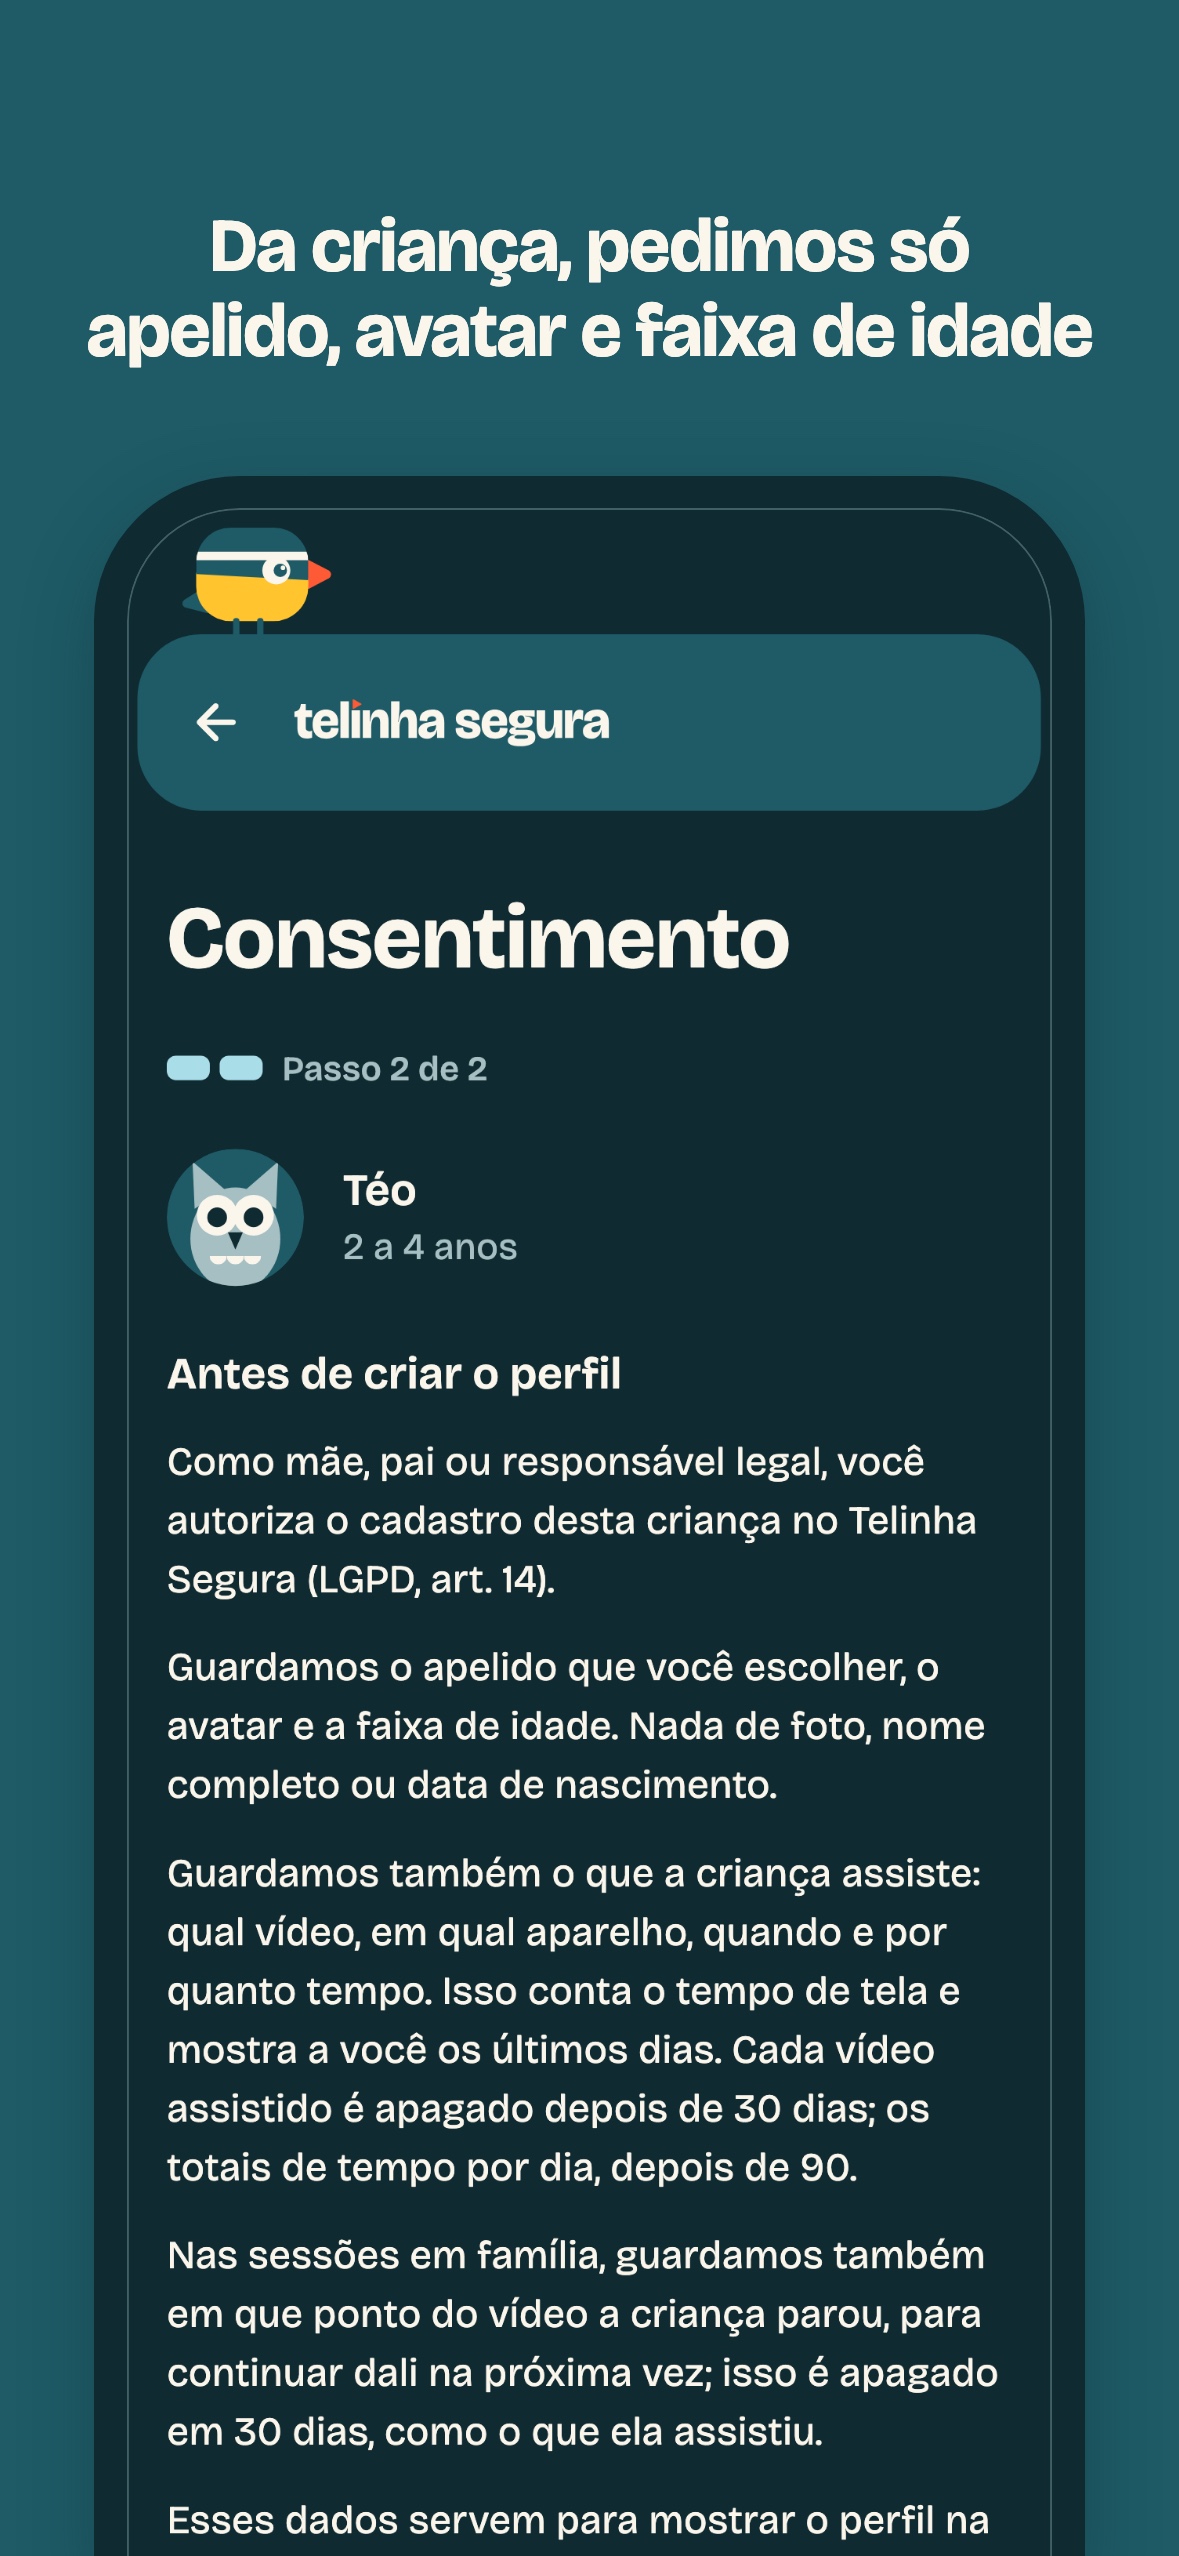 Da criança, pedimos só
apelido, avatar e faixa de idade
telinha segura
Consentimento
Passo 2 de 2
Téo
2 a 4 anos
Antes de criar o perfil
Como mãe, pai ou responsável legal, você
autoriza o cadastro desta criança no Telinha
Segura (LGPD, art. 14).
Guardamos o apelido que você escolher, o
avatar e a faixa de idade. Nada de foto, nome
completo ou data de nascimento.
Guardamos também o que a criança assiste:
qual vídeo, em qual aparelho, quando e por
quanto tempo. Isso conta o tempo de tela e
mostra a você os últimos dias. Cada vídeo
assistido é apagado depois de 30 dias; os
totais de tempo por dia, depois de 90.
Nas sessões em família, guardamos também
em que ponto do vídeo a criança parou, para
continuar dali na próxima vez; isso é apagado
em 30 dias, como o que ela assistiu.
Esses dados servem para mostrar o perfil na